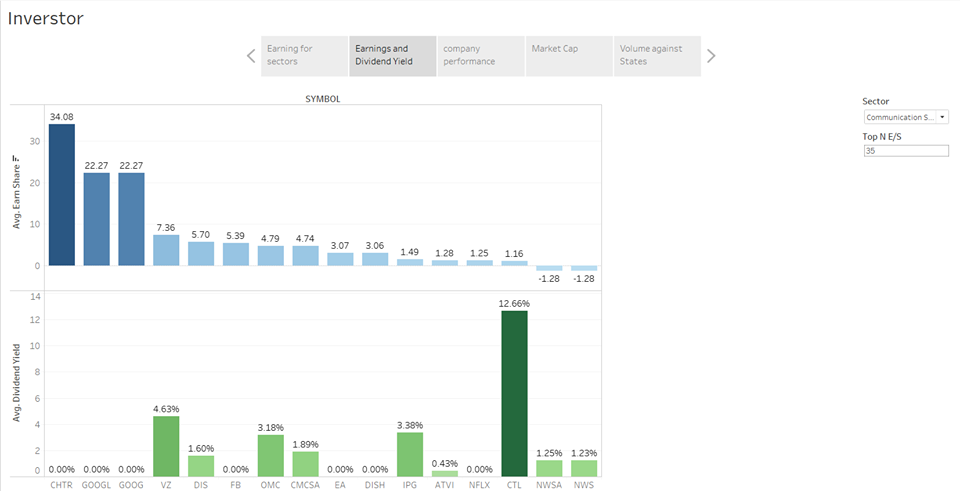 Inverstor
Earning for
sectors
Earnings and
Dividend Yield
company
performance
Market Cap
Volume against
States
SYMBOL
Sector
Communication S...
Top N E/S
35
Avg. Earn Share
30
20
10
0
34.08
22.27
22.27
7.36
5.70
5.39
4.79
4.74
3.07
3.06
1.49
1.28
1.25
1.16
-1.28
-1.28
Avg. Dividend Yield
14
12
10
8
6
4
2
0
0.00%
0.00%
0.00%
4.63%
1.60%
0.00%
3.18%
1.89%
0.00%
0.00%
3.38%
0.43%
0.00%
12.66%
1.25%
1.23%
CHTR GOOGL GOOG VZ DIS FB OMC CMCSA EA DISH IPG ATVI NFLX CTL NWSA NWS